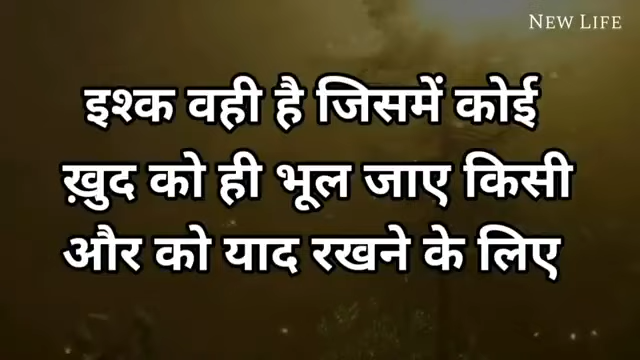 NEW LIFE
इश्क वही है जिसमें कोई
ख़ुद को ही भूल जाए किसी
और को याद रखने के लिए